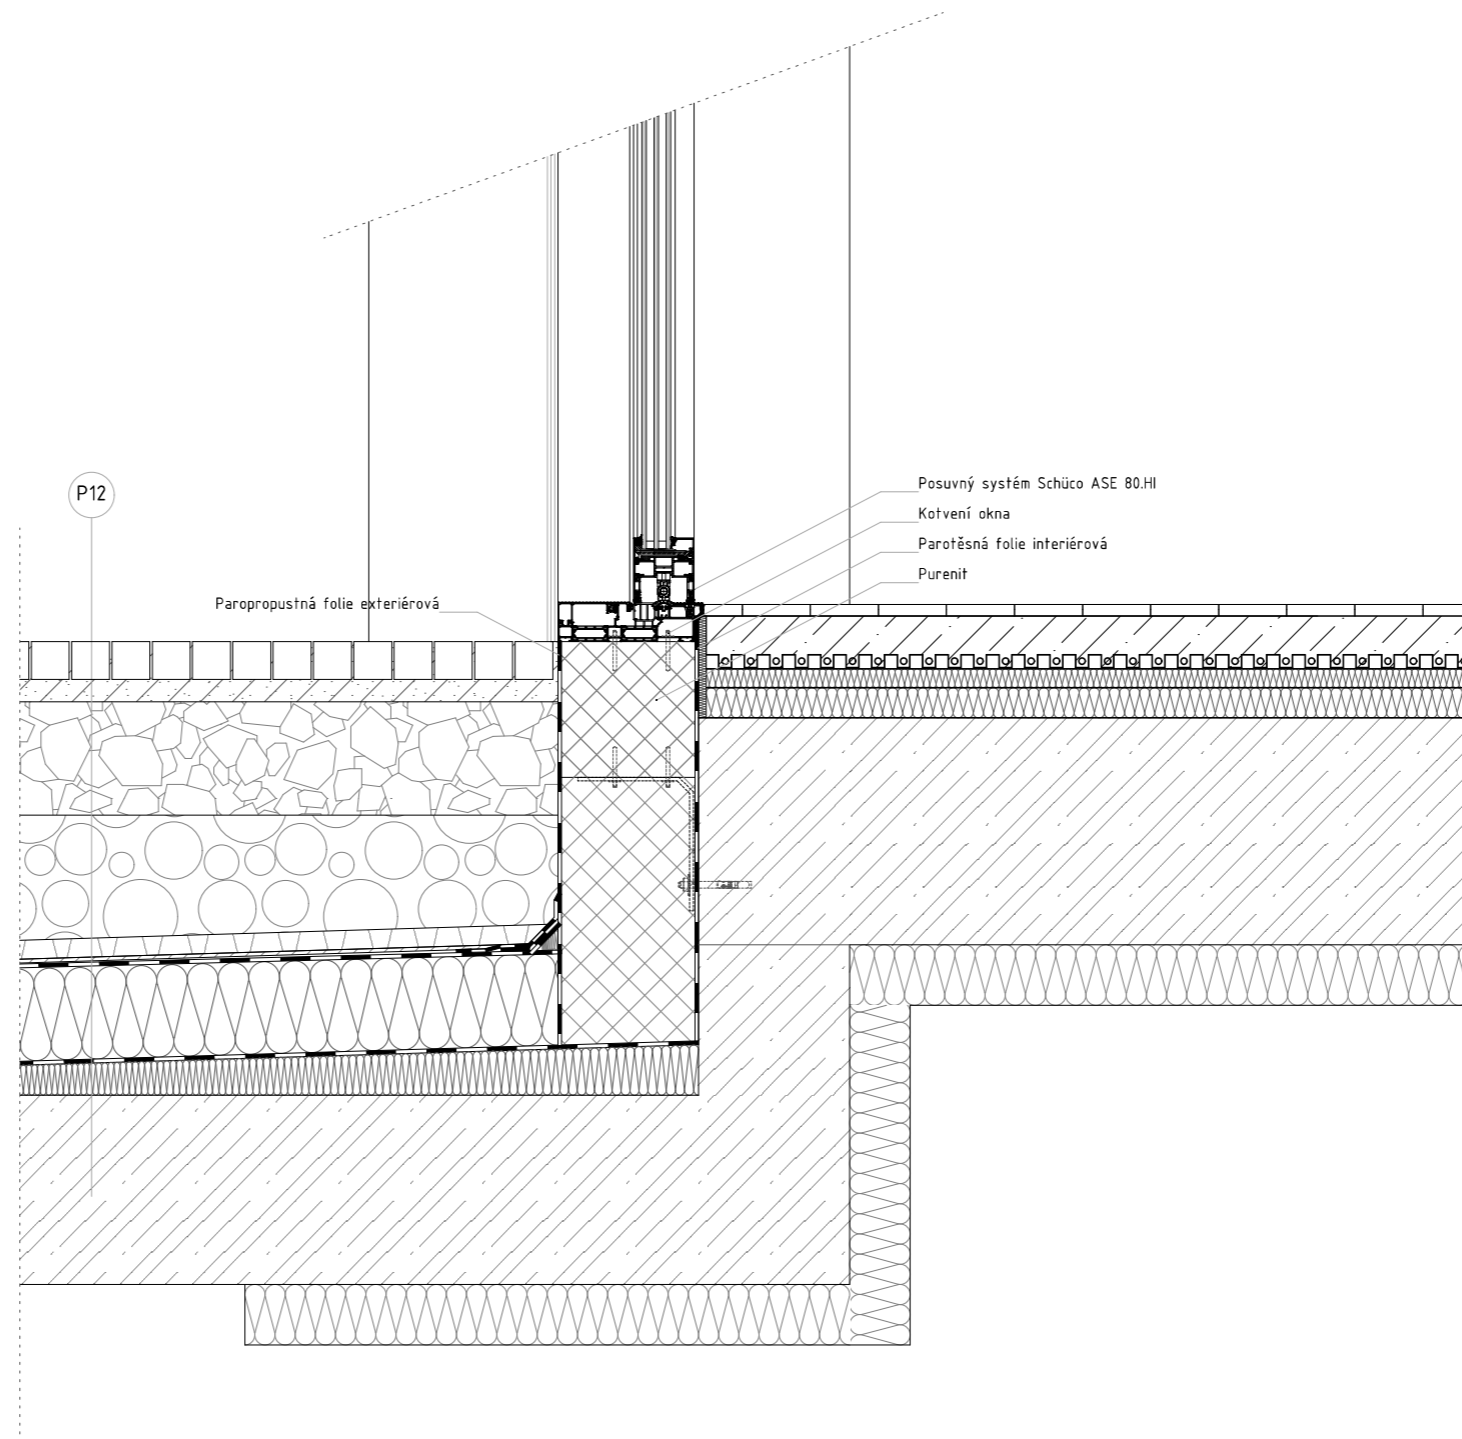 P12
Posuvný systém Schüco ASE 80.HI
Kotvení okna
Parotěsná folie interiérová
Purenit
Paropropustná folie exteriérová